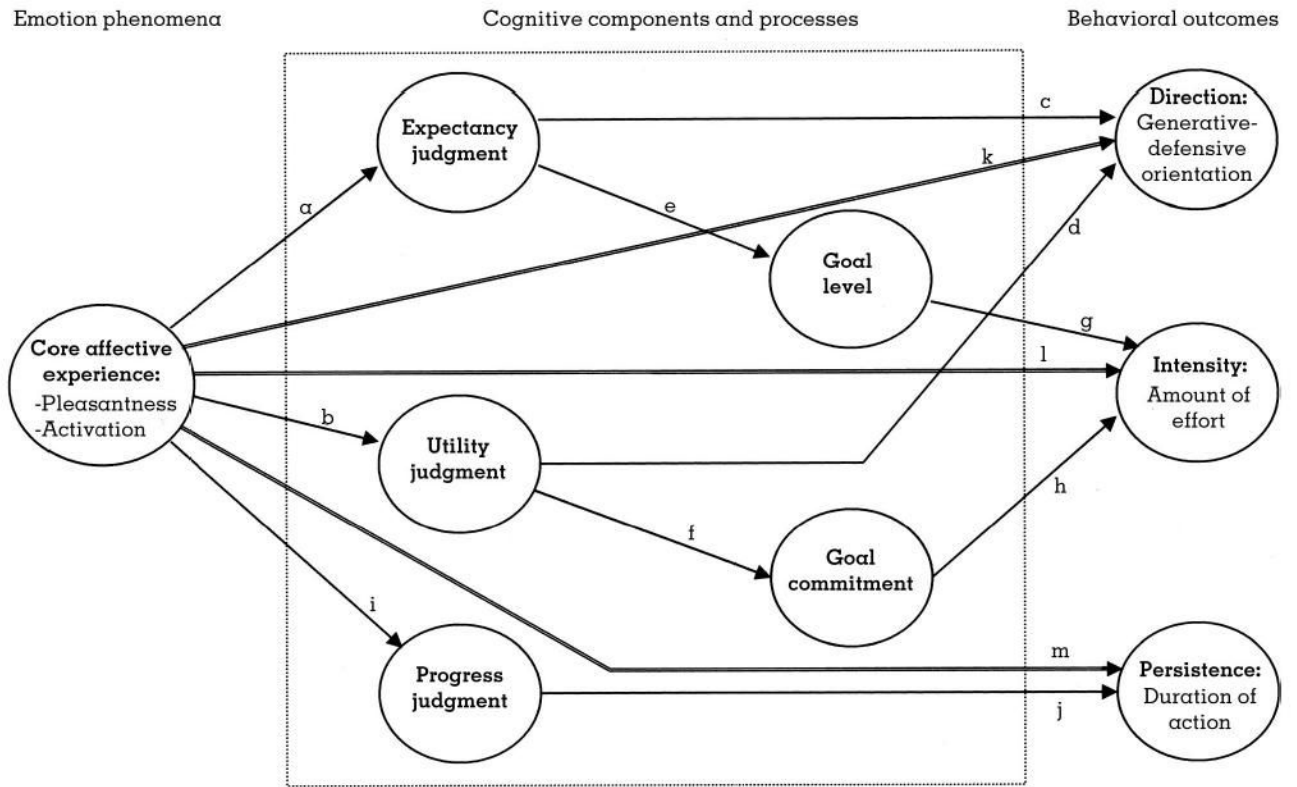 Emotion phenomena
Cognitive components and processes
Behavioral outcomes
Expectancy
judgment
c
Direction:
Generative-
defensive
orientation
k
a
e
d
Goal
level
g
Core affective
experience:
-Pleasantness
-Activation
l
Intensity:
Amount of
effort
b
Utility
judgment
h
f
Goal
commitment
i
m
Progress
judgment
Persistence:
Duration of
action
j